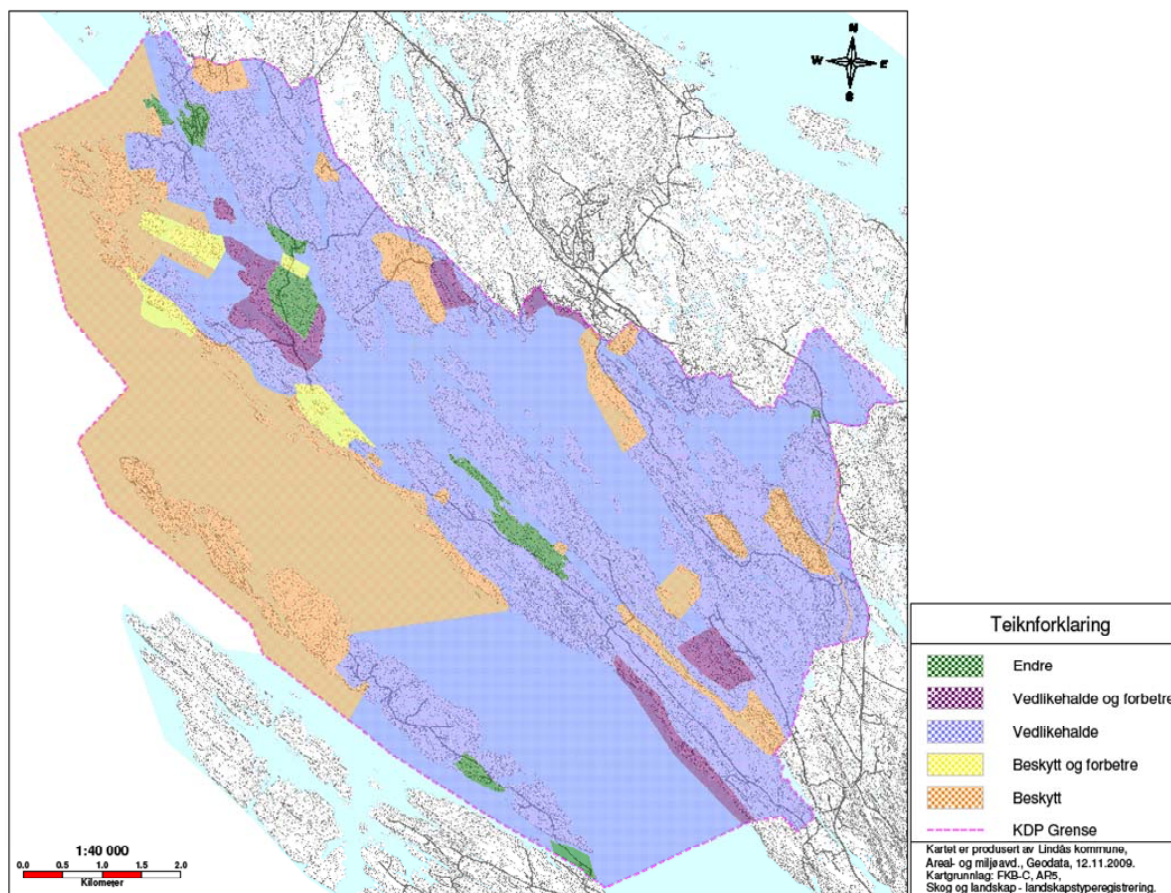 N
W E
S
Teiknforklaring
Endre
Vedlikehalde og forbetre
Vedlikehalde
Beskytt og forbetre
Beskytt
KDP Grense
1:40 000
0.0 0.5 1.0 1.5 2.0
Kilometer
Kartet er produsert av Lindås kommune,
Areal- og miljøavd., Geodata, 12.11.2009.
Kartgrunnlag: FKB-C, AR5,
Skog og landskap - landskapstyperegistrering.